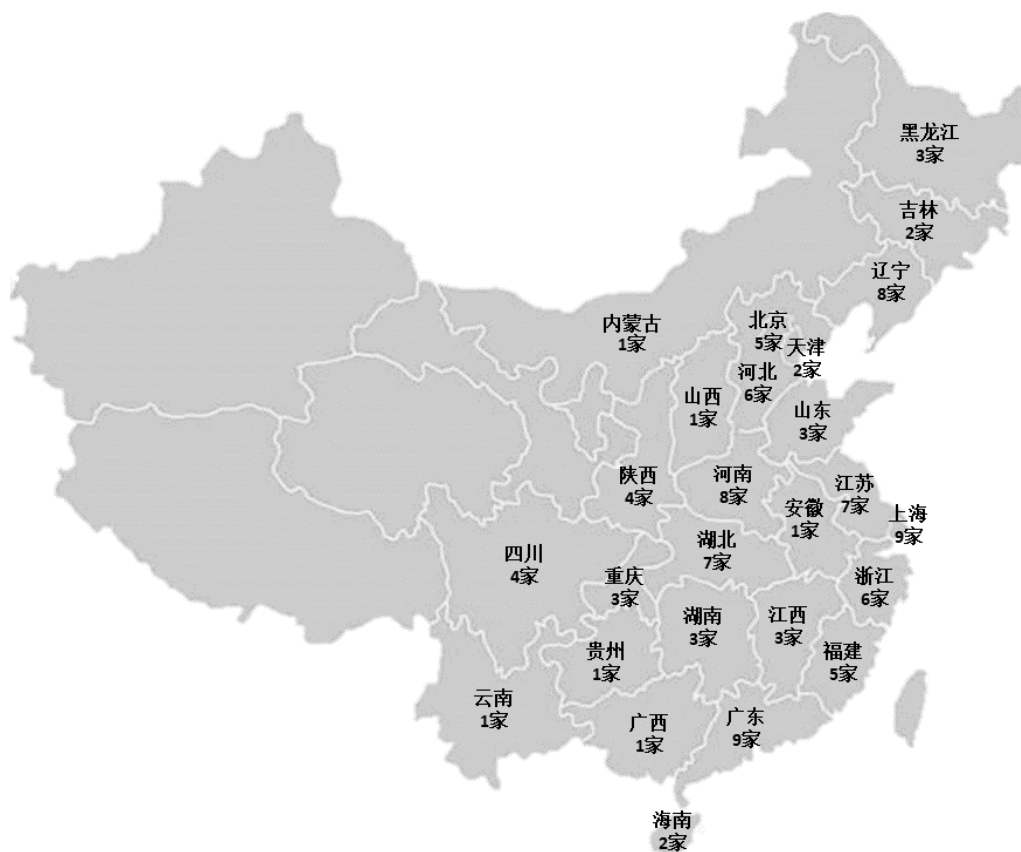 黑龙江
3家
吉林
2家
辽宁
8家
内蒙古
1家
北京
5家
天津
2家
河北
6家
山西
1家
山东
3家
陕西
4家
河南
8家
江苏
7家
安徽
1家
上海
9家
湖北
7家
四川
4家
重庆
3家
浙江
6家
湖南
3家
江西
3家
贵州
1家
福建
5家
云南
1家
广西
1家
广东
9家
海南
2家